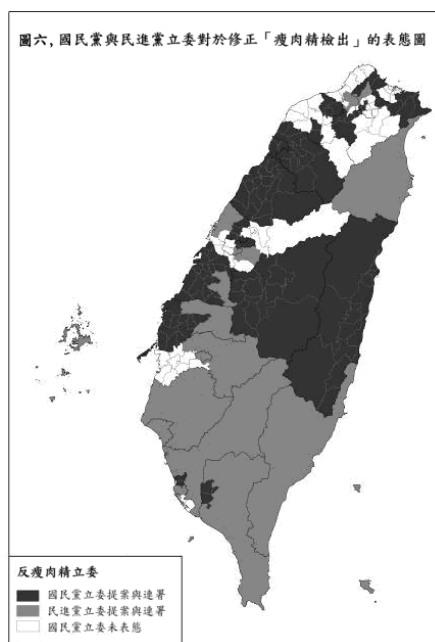 圖六,國民黨與民進黨立委對於修正「瘦肉精檢出」的表態圖
反瘦肉精立委
國民黨立委提案與連署
民進黨立委提案與連署
國民黨立委未表態